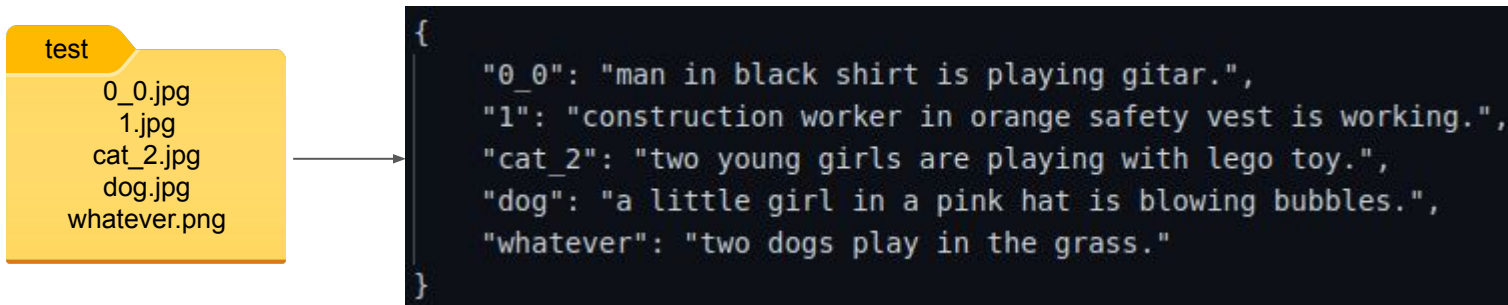 test
0_0.jpg
1.jpg
cat_2.jpg
dog.jpg
whatever.png
{
"0_0": "man in black shirt is playing gitar.",
"1": "construction worker in orange safety vest is working.",
"cat_2": "two young girls are playing with lego toy.",
"dog": "a little girl in a pink hat is blowing bubbles.",
"whatever": "two dogs play in the grass."
}